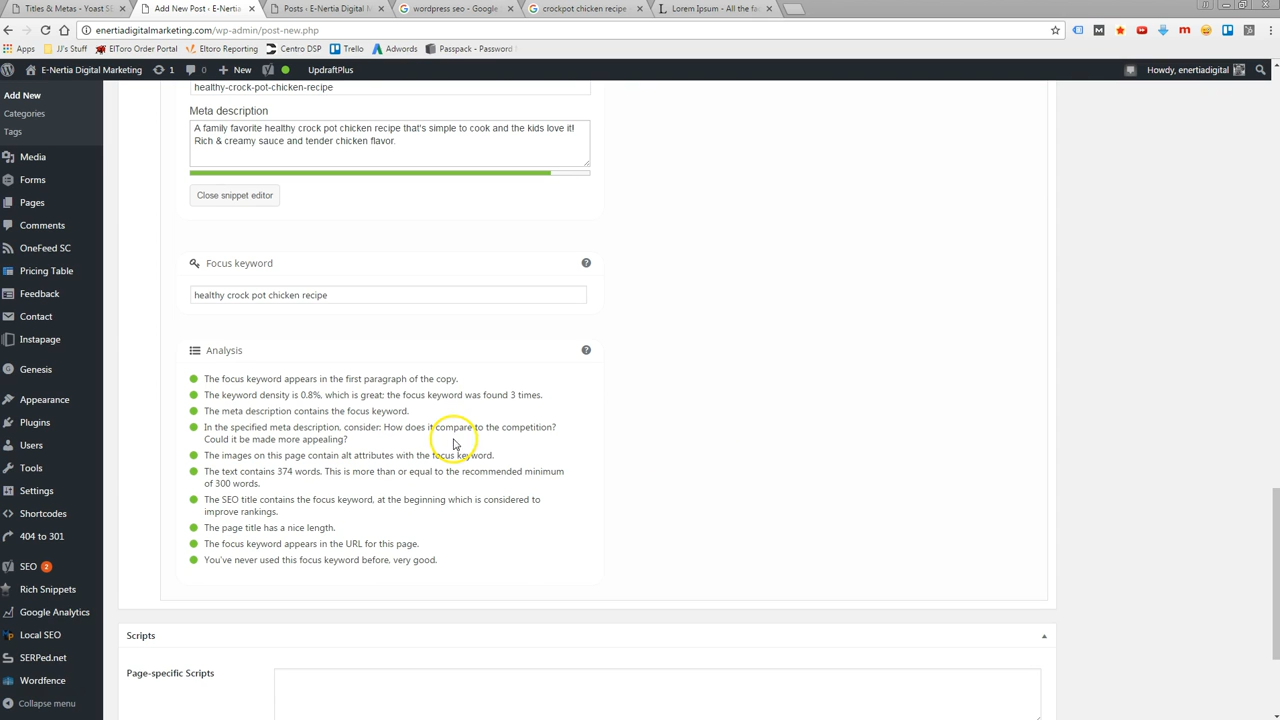 Titles & Metas - Yoast SE
Add New Post ‹ E-Nertia
Posts ‹ E-Nertia Digital M
wordpress seo - Google
crockpot chicken recipe
Lorem Ipsum - All the fa
enertiadigitalmarketing.com/wp-admin/post-new.php
Apps
JJ's Stuff
ElToro Order Portal
Eltoro Reporting
Centro DSP
Trello
Adwords
Passpack - Password
E-Nertia Digital Marketing
1
0
New
UpdraftPlus
Howdy, enertiadigital
Add New
Categories
Tags
Media
Forms
Pages
Comments
OneFeed SC
Pricing Table
Feedback
Contact
Instapage
Genesis
Appearance
Plugins
Users
Tools
Settings
Shortcodes
404 to 301
SEO 2
Rich Snippets
Google Analytics
Local SEO
SERPed.net
Wordfence
Collapse menu
healthy-crock-pot-chicken-recipe
Meta description
A family favorite healthy crock pot chicken recipe that's simple to cook and the kids love it!
Rich & creamy sauce and tender chicken flavor.
Close snippet editor
Focus keyword
healthy crock pot chicken recipe
Analysis
The focus keyword appears in the first paragraph of the copy.
The keyword density is 0.8%, which is great; the focus keyword was found 3 times.
The meta description contains the focus keyword.
In the specified meta description, consider: How does it compare to the competition?
Could it be made more appealing?
The images on this page contain alt attributes with the focus keyword.
The text contains 374 words. This is more than or equal to the recommended minimum
of 300 words.
The SEO title contains the focus keyword, at the beginning which is considered to
improve rankings.
The page title has a nice length.
The focus keyword appears in the URL for this page.
You've never used this focus keyword before, very good.
Scripts
Page-specific Scripts